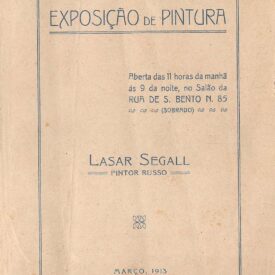 EXPOSIÇÃO DE PINTURA
Aberta das 11 horas da manhã
ás 9 da noite, no Salão da
RUA DE S. BENTO N. 85
(SOBRADO)
LASAR SEGALL
PINTOR RUSSO
MARÇO, 1913